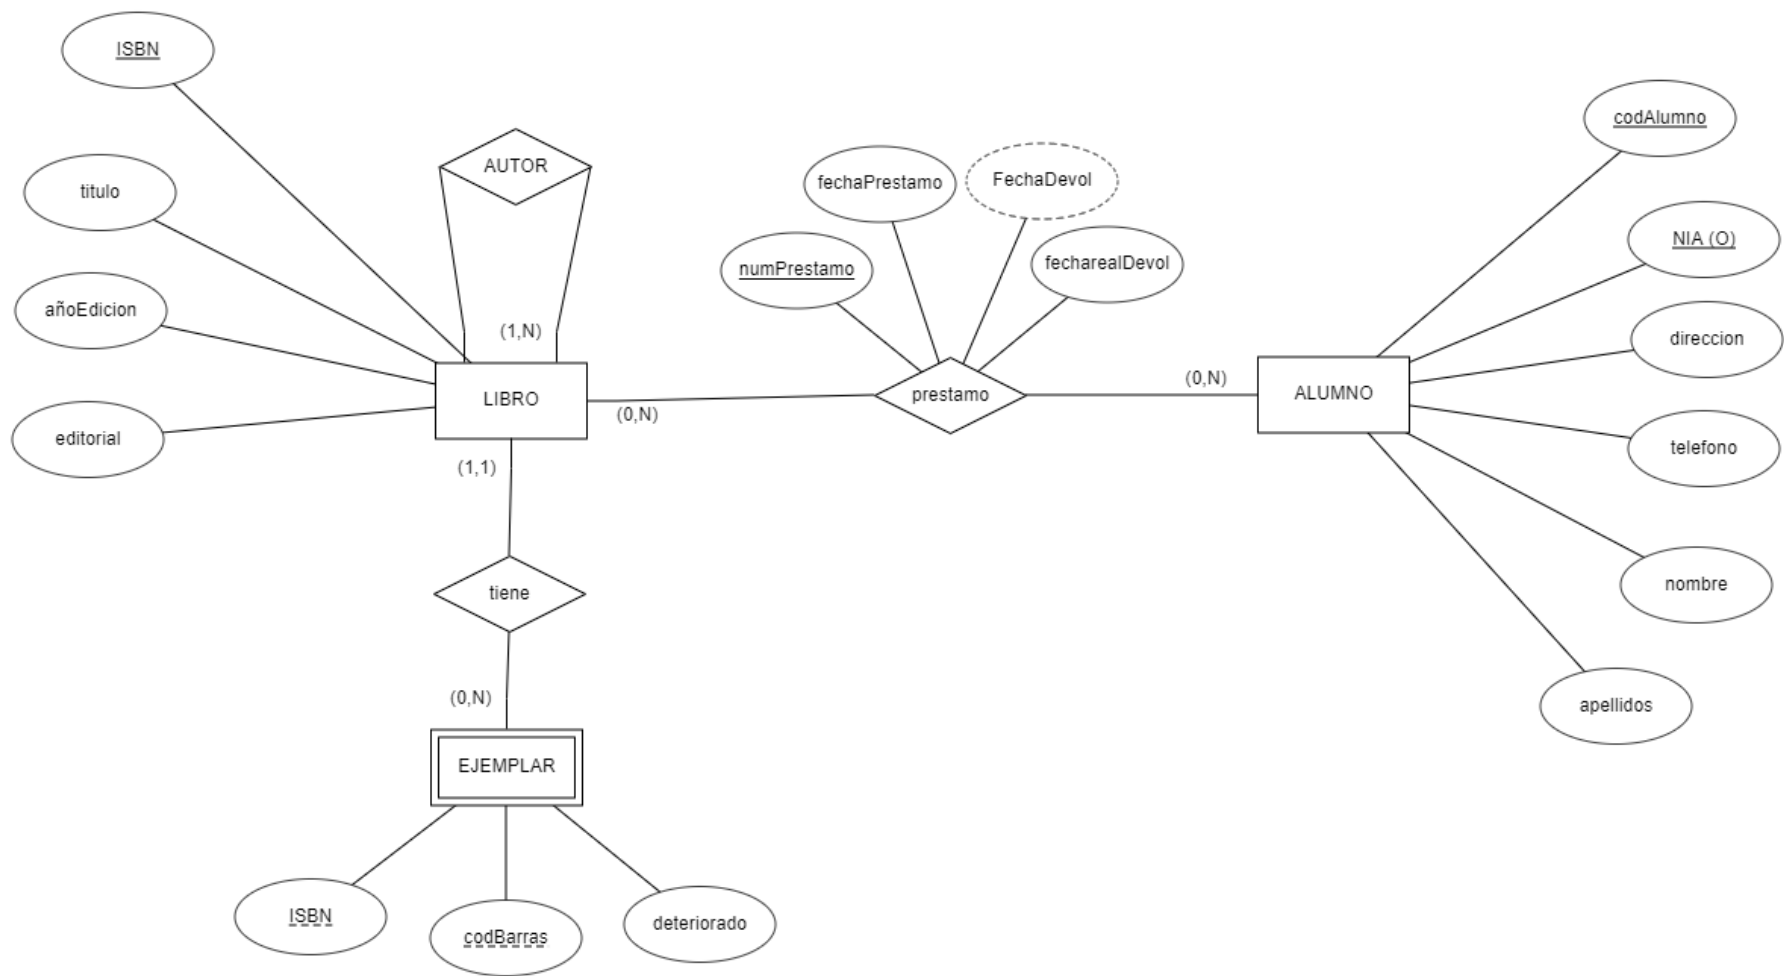 ISBN
titulo
añoEdicion
editorial
AUTOR
(1,N)
LIBRO
(0,N)
(1,1)
tiene
(0,N)
EJEMPLAR
ISBN
codBarras
deteriorado
numPrestamo
fechaPrestamo
FechaDevol
fecharealDevol
prestamo
(0,N)
ALUMNO
codAlumno
NIA (O)
direccion
telefono
nombre
apellidos